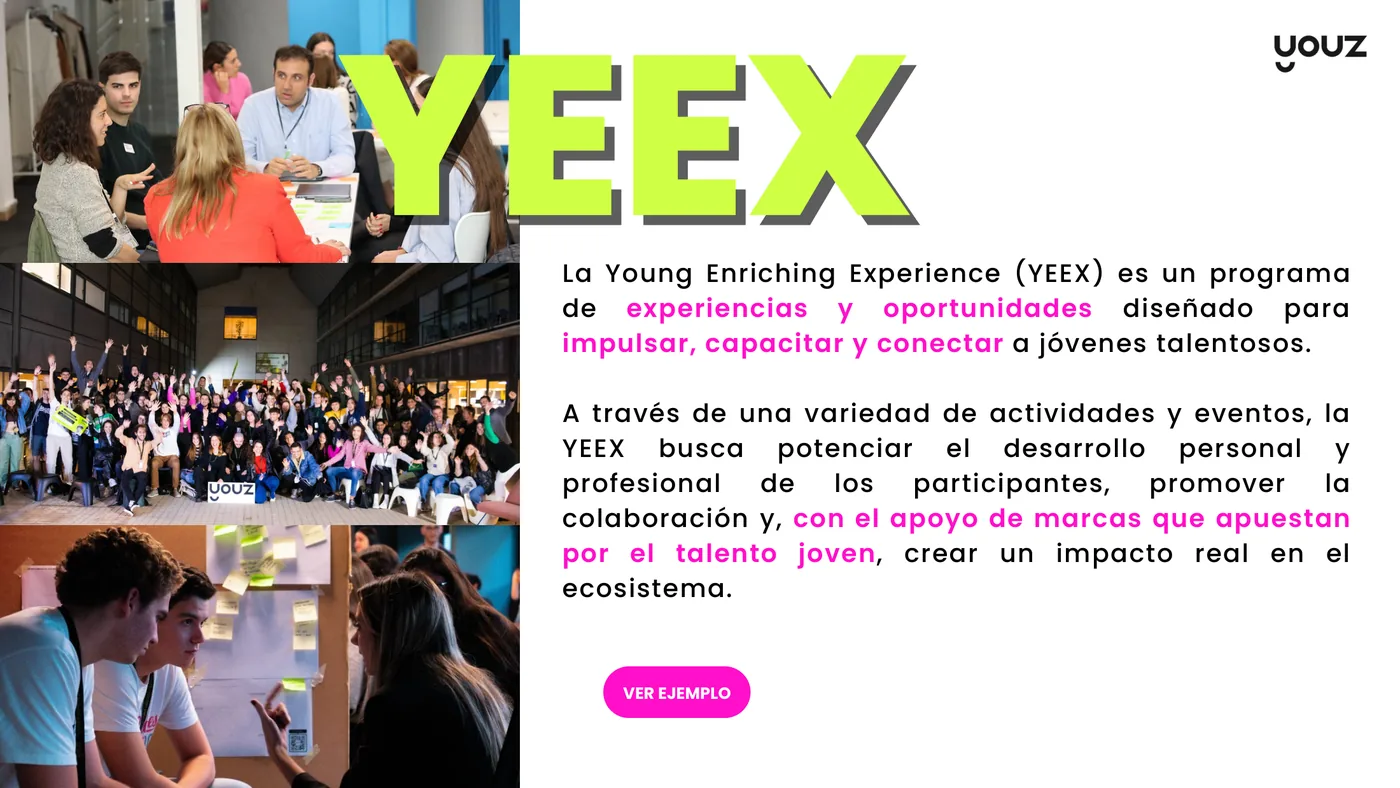 YEEX
youz
La Young Enriching Experience (YEEX) es un programa
de experiencias y oportunidades diseñado para
impulsar, capacitar y conectar a jóvenes talentosos.
A través de una variedad de actividades y eventos, la
YEEX busca potenciar el desarrollo personal y
profesional de los participantes, promover la
colaboración y, con el apoyo de marcas que apuestan
por el talento joven, crear un impacto real en el
ecosistema.
VER EJEMPLO
youz